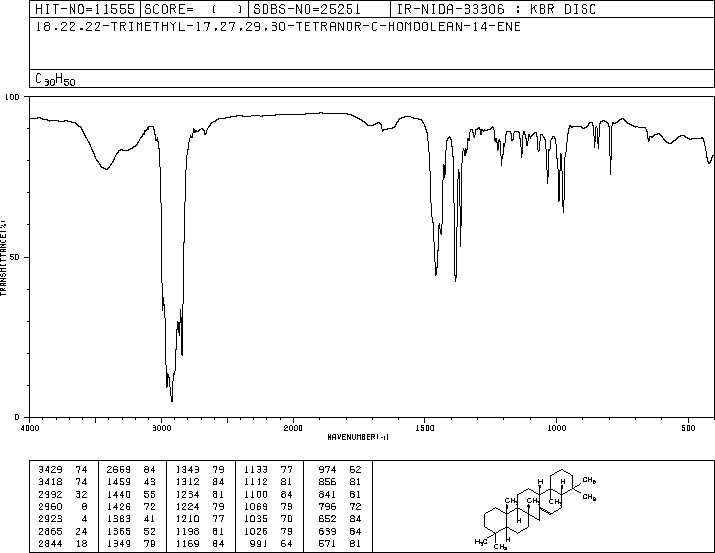 HIT-NO=11555 SCORE= ( ) SDBS-NO=25251 IR-NIDA-33306 : KBR DISC
18,22,22-TRIMETHYL-17,27,29,30-TETRANOR-C-HOMOOLEAN-14-ENE
C30H50
100
50
0
TRANSMITTANCE(%)
4000 3000 2000 1500 1000 500
WAVENUMBER(-1)
3429 74 2669 84 1343 79 1133 77 974 62
3418 74 1459 43 1312 84 1112 81 856 81
2992 32 1440 55 1234 81 1100 84 841 81
2960 8 1426 72 1224 79 1069 79 796 72
2923 4 1383 41 1210 77 1035 70 652 84
2865 24 1365 52 1198 81 1026 79 639 84
2844 18 1349 79 1169 84 991 64 571 81
H CH3
CH3 H CH3
CH3 CH3
H
H3C CH3